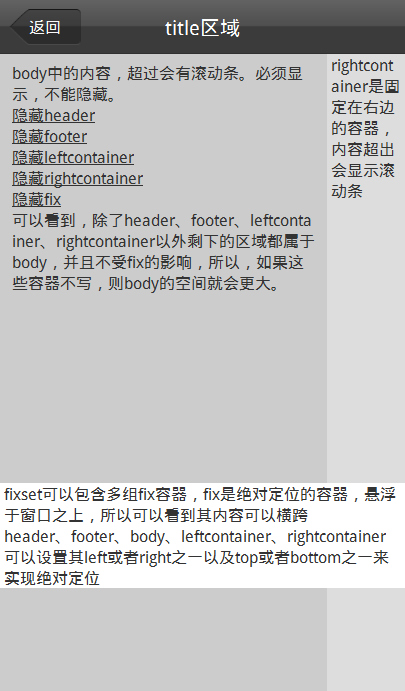 返回
title区域
body中的内容，超过会有滚动条。必须显
示，不能隐藏。
隐藏header
隐藏footer
隐藏leftcontainer
隐藏rightcontainer
隐藏fix
可以看到，除了header、footer、leftconta
iner、rightcontainer以外剩下的区域都属于
body，并且不受fix的影响，所以，如果这
些容器不写，则body的空间就会更大。
rightcont
ainer是固
定在右边
的容器，
内容超出
会显示滚
动条
fixset可以包含多组fix容器，fix是绝对定位的容器，悬浮
于窗口之上，所以可以看到其内容可以横跨
header、footer、body、leftcontainer、rightcontainer
可以设置其left或者right之一以及top或者bottom之一来
实现绝对定位